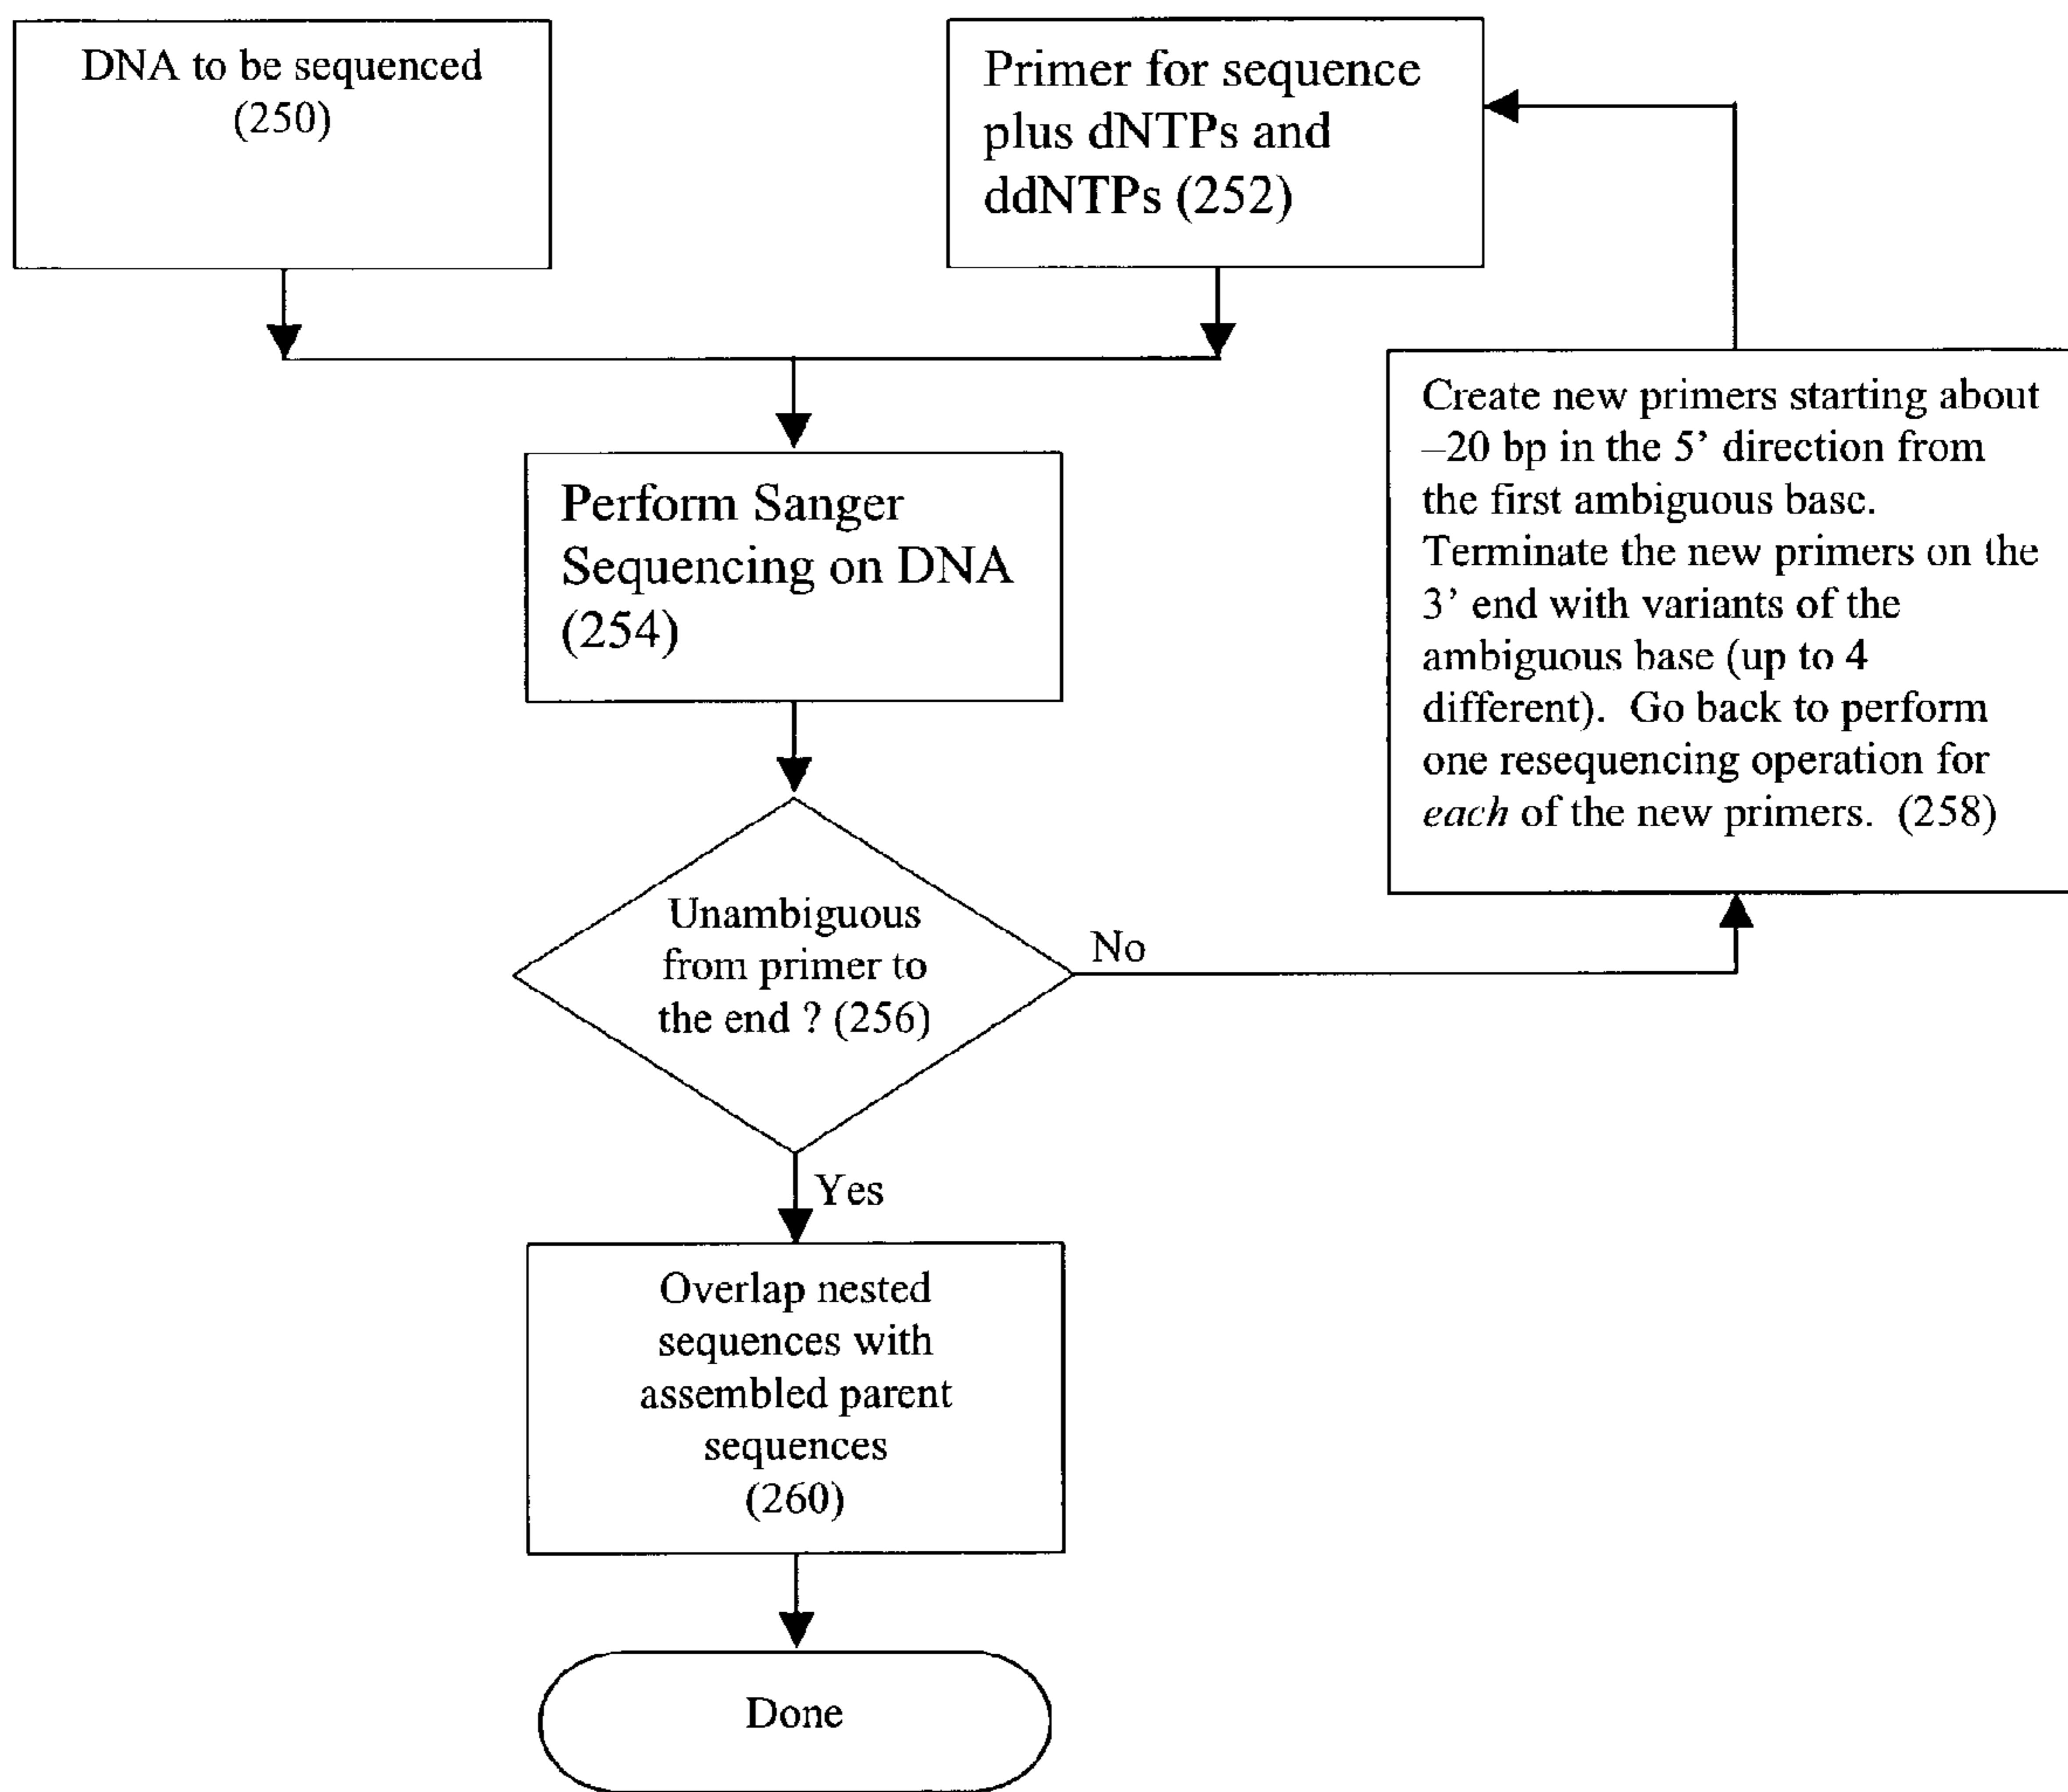 DNA to be sequenced
(250)
Primer for sequence
plus dNTPs and
ddNTPs (252)
Create new primers starting about
–20 bp in the 5’ direction from
the first ambiguous base.
Terminate the new primers on the
3’ end with variants of the
ambiguous base (up to 4
different).  Go back to perform
one resequencing operation for
each of the new primers.  (258)
Perform Sanger
Sequencing on DNA
(254)
Unambiguous
from primer to
the end ? (256)
No
Yes
Overlap nested
sequences with
assembled parent
sequences
(260)
Done